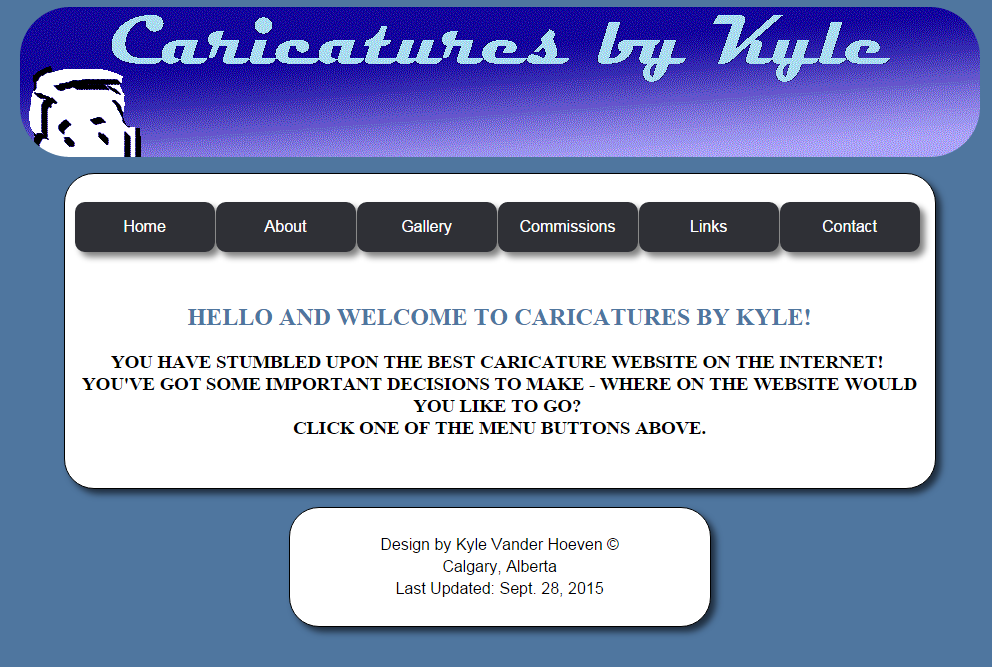 Caricatures by Kyle
Home About Gallery Commissions Links Contact
HELLO AND WELCOME TO CARICATURES BY KYLE!
YOU HAVE STUMBLED UPON THE BEST CARICATURE WEBSITE ON THE INTERNET!
YOU'VE GOT SOME IMPORTANT DECISIONS TO MAKE - WHERE ON THE WEBSITE WOULD
YOU LIKE TO GO?
CLICK ONE OF THE MENU BUTTONS ABOVE.
Design by Kyle Vander Hoeven ©
Calgary, Alberta
Last Updated: Sept. 28, 2015